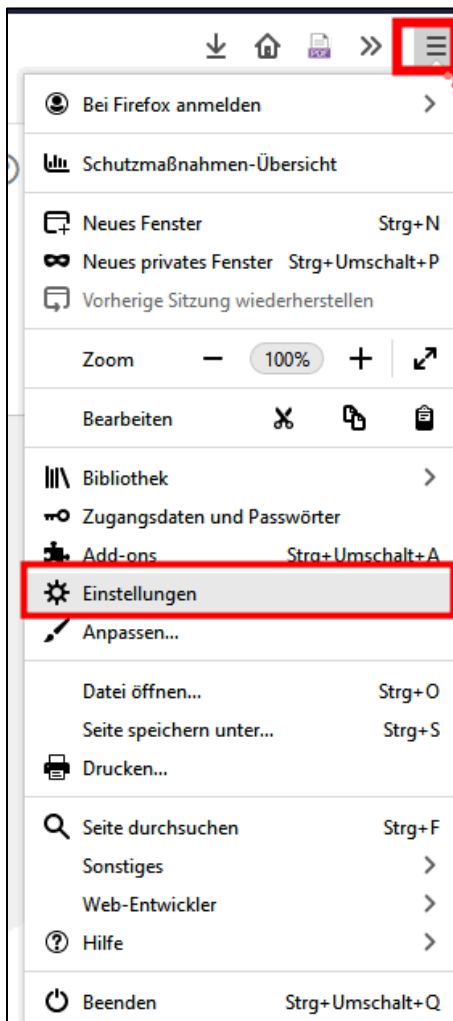 PDF
Bei Firefox anmelden
Schutzmaßnahmen-Übersicht
Neues Fenster Strg+N
Neues privates Fenster Strg+Umschalt+P
Vorherige Sitzung wiederherstellen
Zoom − 100% +
Bearbeiten
Bibliothek
Zugangsdaten und Passwörter
Add-ons Strg+Umschalt+A
Einstellungen
Anpassen...
Datei öffnen... Strg+O
Seite speichern unter... Strg+S
Drucken...
Seite durchsuchen Strg+F
Sonstiges
Web-Entwickler
Hilfe
Beenden Strg+Umschalt+Q